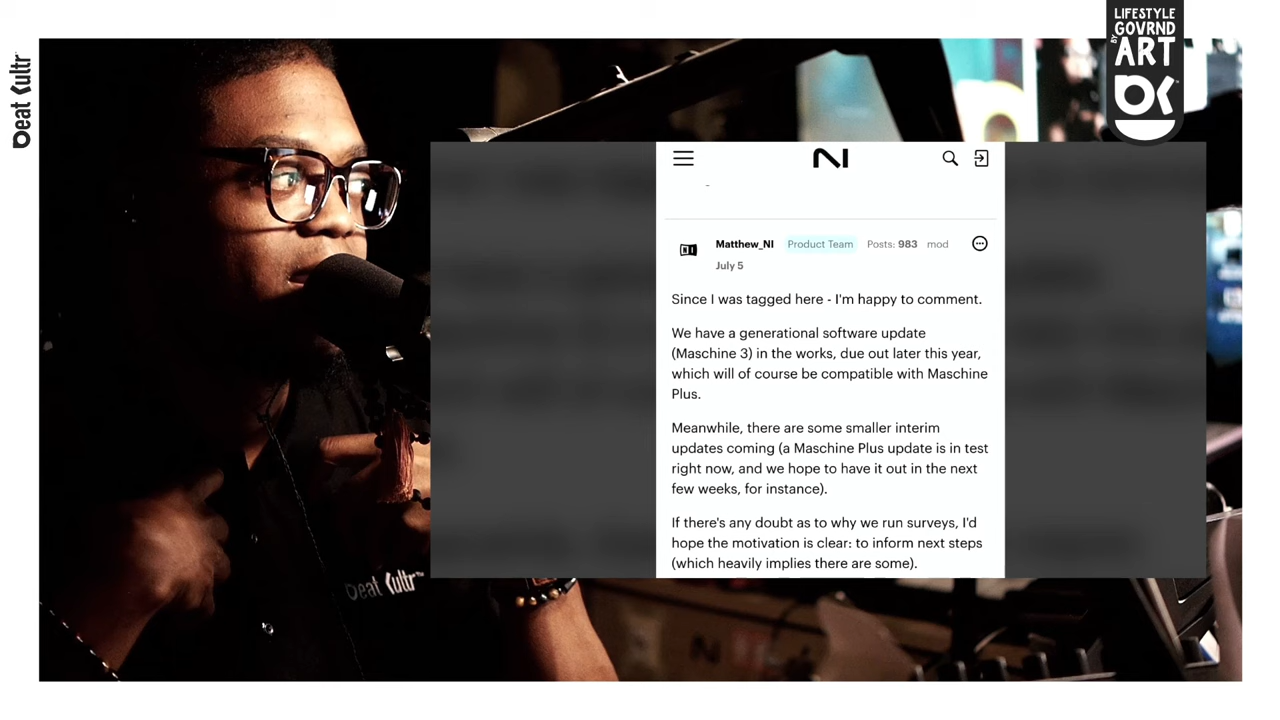 beat kultr
LIFESTYLE
GOVRND
BY
ART
NI
Matthew_NI Product Team Posts: 983 mod
July 5
Since I was tagged here - I'm happy to comment.
We have a generational software update
(Maschine 3) in the works, due out later this year,
which will of course be compatible with Maschine
Plus.
Meanwhile, there are some smaller interim
updates coming (a Maschine Plus update is in test
right now, and we hope to have it out in the next
few weeks, for instance).
If there's any doubt as to why we run surveys, I'd
hope the motivation is clear: to inform next steps
(which heavily implies there are some).
beat kultr